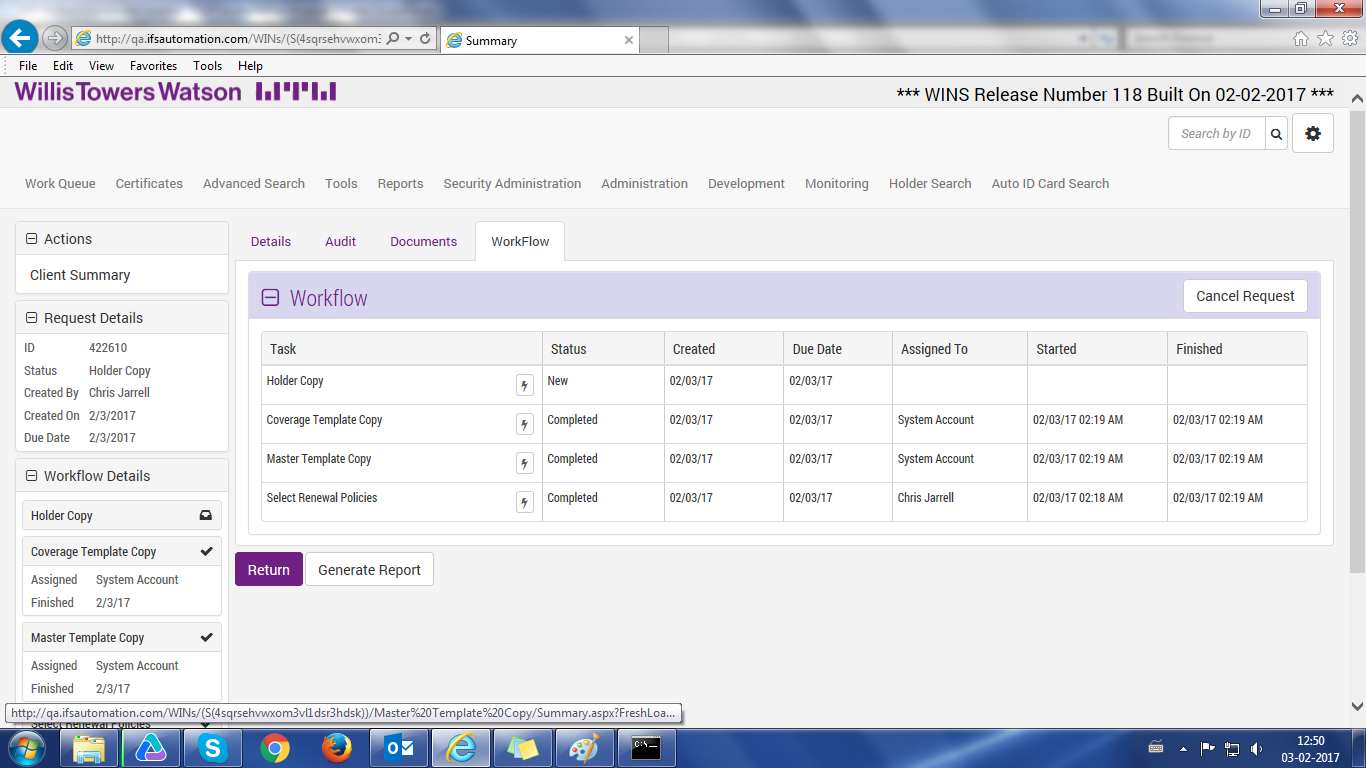 http://qa.ifsautomation.com/WINs/(S(4sqrsehvwxom3
Summary
File Edit View Favorites Tools Help
Willis Towers Watson
*** WINS Release Number 118 Built On 02-02-2017 ***
Search by ID
Work Queue Certificates Advanced Search Tools Reports Security Administration Administration Development Monitoring Holder Search Auto ID Card Search
Actions
Client Summary
Request Details
ID 422610
Status Holder Copy
Created By Chris Jarrell
Created On 2/3/2017
Due Date 2/3/2017
Workflow Details
Holder Copy
Coverage Template Copy
Assigned System Account
Finished 2/3/17
Master Template Copy
Assigned System Account
Finished 2/3/17
Select Renewal Policies
Details Audit Documents WorkFlow
Workflow
Cancel Request
Task Status Created Due Date Assigned To Started Finished
Holder Copy New 02/03/17 02/03/17
Coverage Template Copy Completed 02/03/17 02/03/17 System Account 02/03/17 02:19 AM 02/03/17 02:19 AM
Master Template Copy Completed 02/03/17 02/03/17 System Account 02/03/17 02:19 AM 02/03/17 02:19 AM
Select Renewal Policies Completed 02/03/17 02/03/17 Chris Jarrell 02/03/17 02:18 AM 02/03/17 02:19 AM
Return Generate Report
http://qa.ifsautomation.com/WINs/(S(4sqrsehvwxom3vl1dsr3hdsk))/Master%20Template%20Copy/Summary.aspx?FreshLoa...
12:50
03-02-2017